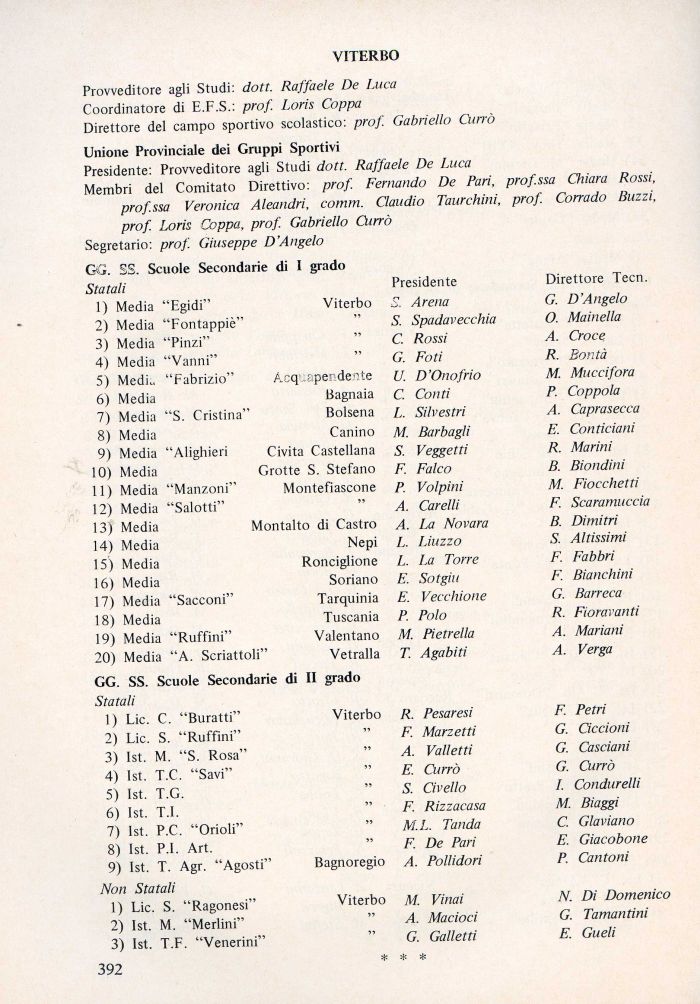 VITERBO
Provveditore agli Studi: dott. Raffaele De Luca
Coordinatore di E.F.S.: prof. Loris Coppa
Direttore del campo sportivo scolastico: prof. Gabriello Currò
Unione Provinciale dei Gruppi Sportivi
Presidente: Provveditore agli Studi dott. Raffaele De Luca
Membri del Comitato Direttivo: prof. Fernando De Pari, prof.ssa Chiara Rossi,
prof.ssa Veronica Aleandri, comm. Claudio Taurchini, prof. Corrado Buzzi,
prof. Loris Coppa, prof. Gabriello Currò
Segretario: prof. Giuseppe D'Angelo
GG. SS. Scuole Secondarie di I grado
Statali Presidente Direttore Tecn.
1) Media “Egidi” Viterbo S. Arena G. D'Angelo
2) Media “Fontappiè” ” S. Spadavecchia O. Mainella
3) Media “Pinzi” ” C. Rossi A. Croce
4) Media “Vanni” ” G. Foti R. Bontà
5) Medi. “Fabrizio” Acquapendente U. D'Onofrio M. Muccifora
6) Media Bagnaia C. Conti P. Coppola
7) Media “S. Cristina” Bolsena L. Silvestri A. Caprasecca
8) Media Canino M. Barbagli E. Conticiani
9) Media “Alighieri Civita Castellana S. Veggetti R. Marini
10) Media Grotte S. Stefano F. Falco B. Biondini
11) Media “Manzoni” Montefiascone P. Volpini M. Fiocchetti
12) Media “Salotti” ” A. Carelli F. Scaramuccia
13) Media Montalto di Castro A. La Novara B. Dimitri
14) Media Nepi L. Liuzzo S. Altissimi
15) Media Ronciglione L. La Torre F. Fabbri
16) Media Soriano E. Sotgiu F. Bianchini
17) Media “Sacconi” Tarquinia E. Vecchione G. Barreca
18) Media Tuscania P. Polo R. Fioravanti
19) Media “Ruffini” Valentano M. Pietrella A. Mariani
20) Media “A. Scriattoli” Vetralla T. Agabiti A. Verga
GG. SS. Scuole Secondarie di II grado
Statali
1) Lic. C. “Buratti” Viterbo R. Pesaresi F. Petri
2) Lic. S. “Ruffini” ” F. Marzetti G. Ciccioni
3) Ist. M. “S. Rosa” ” A. Valletti G. Casciani
4) Ist. T.C. “Savi” ” E. Currò G. Currò
5) Ist. T.G. ” S. Civello I. Condurelli
6) Ist. T.I. ” F. Rizzacasa M. Biaggi
7) Ist. P.C. “Orioli” ” M.L. Tanda C. Glaviano
8) Ist. P.I. Art. ” F. De Pari E. Giacobone
9) Ist. T. Agr. “Agosti” Bagnoregio A. Pollidori P. Cantoni
Non Statali
1) Lic. S. “Ragonesi” Viterbo M. Vinai N. Di Domenico
2) Ist. M. “Merlini” ” A. Macioci G. Tamantini
3) Ist. T.F. “Venerini” ” G. Galletti E. Gueli
* * *
392